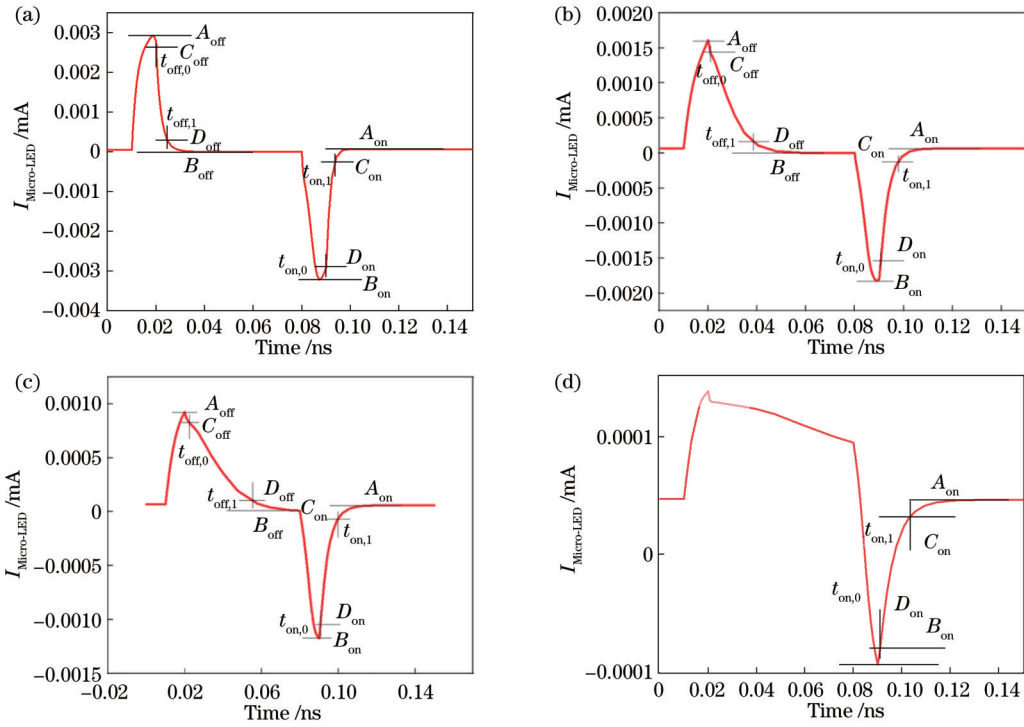 (a)
0.003
0.002
0.001
0
−0.001
−0.002
−0.003
−0.004
I_Micro-LED /mA
0 0.02 0.04 0.06 0.08 0.10 0.12 0.14
Time /ns
A_off
C_off
t_off,0
t_off,1
D_off
B_off
A_on
C_on
t_on,1
t_on,0
D_on
B_on
(b)
0.0020
0.0015
0.0010
0.0005
0
−0.0005
−0.0010
−0.0015
−0.0020
I_Micro-LED /mA
0 0.02 0.04 0.06 0.08 0.10 0.12 0.14
Time /ns
A_off
t_off,0
C_off
t_off,1
D_off
B_off
C_on
A_on
t_on,1
D_on
t_on,0
B_on
(c)
0.0010
0.0005
0
−0.0005
−0.0010
−0.0015
I_Micro-LED /mA
−0.02 0.02 0.06 0.10 0.14
Time /ns
A_off
C_off
t_off,0
D_off
t_off,1
B_off
C_on
A_on
t_on,1
D_on
t_on,0
B_on
(d)
0.0001
0
−0.0001
I_Micro-LED /mA
0 0.02 0.04 0.06 0.08 0.10 0.12 0.14
Time /ns
A_on
t_on,1
C_on
t_on,0
D_on
B_on